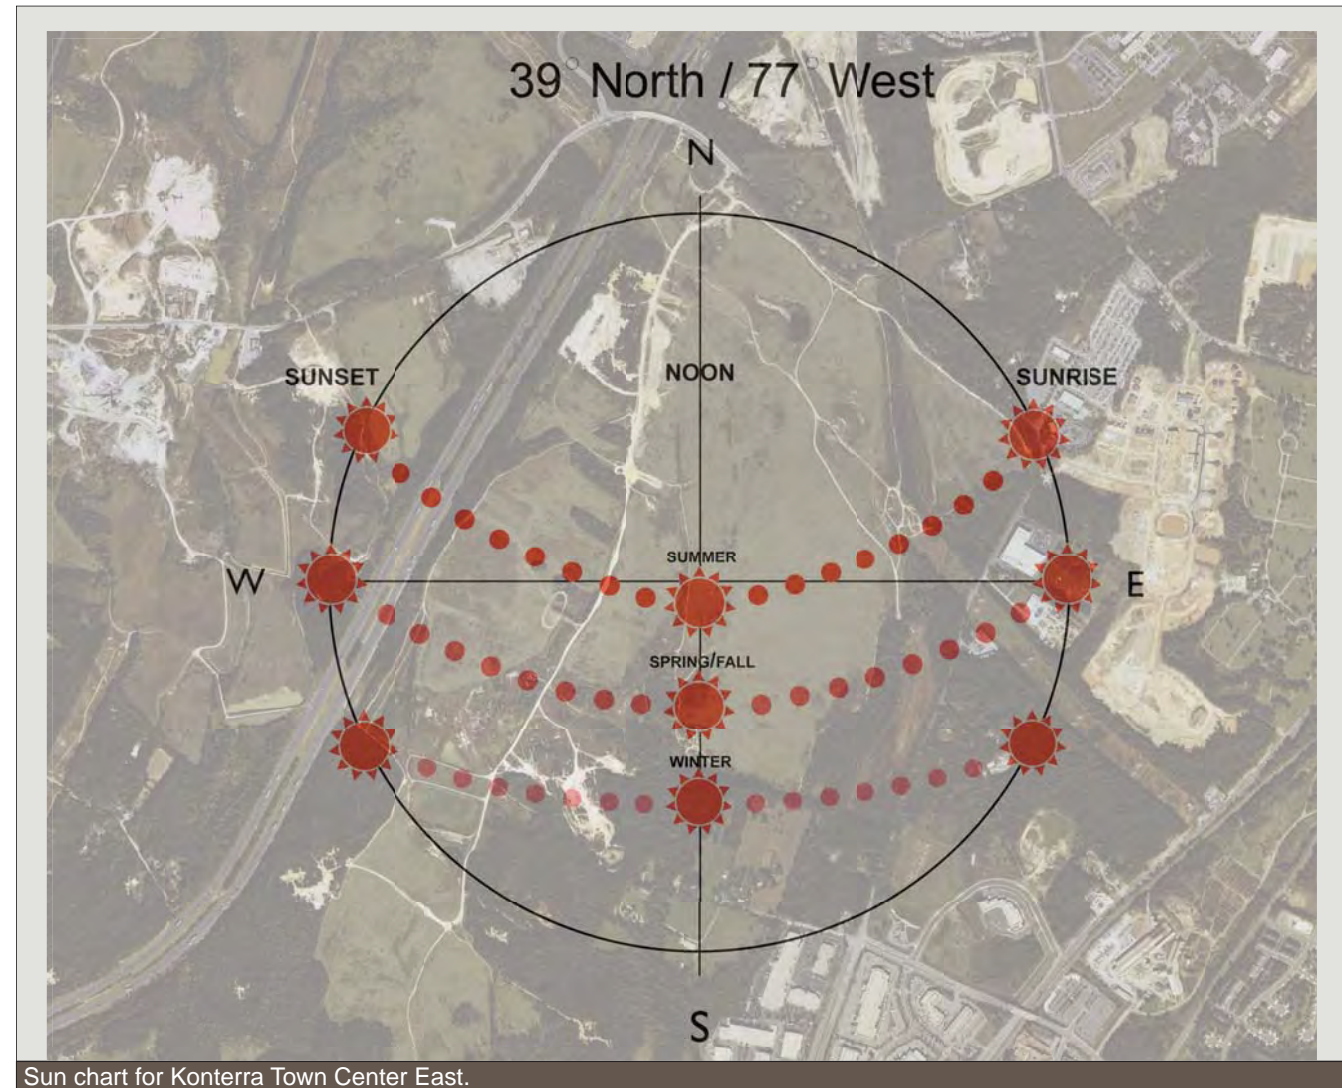 39° North / 77° West
N
SUNSET
NOON
SUNRISE
SUMMER
W
E
SPRING/FALL
WINTER
S
Sun chart for Konterra Town Center East.